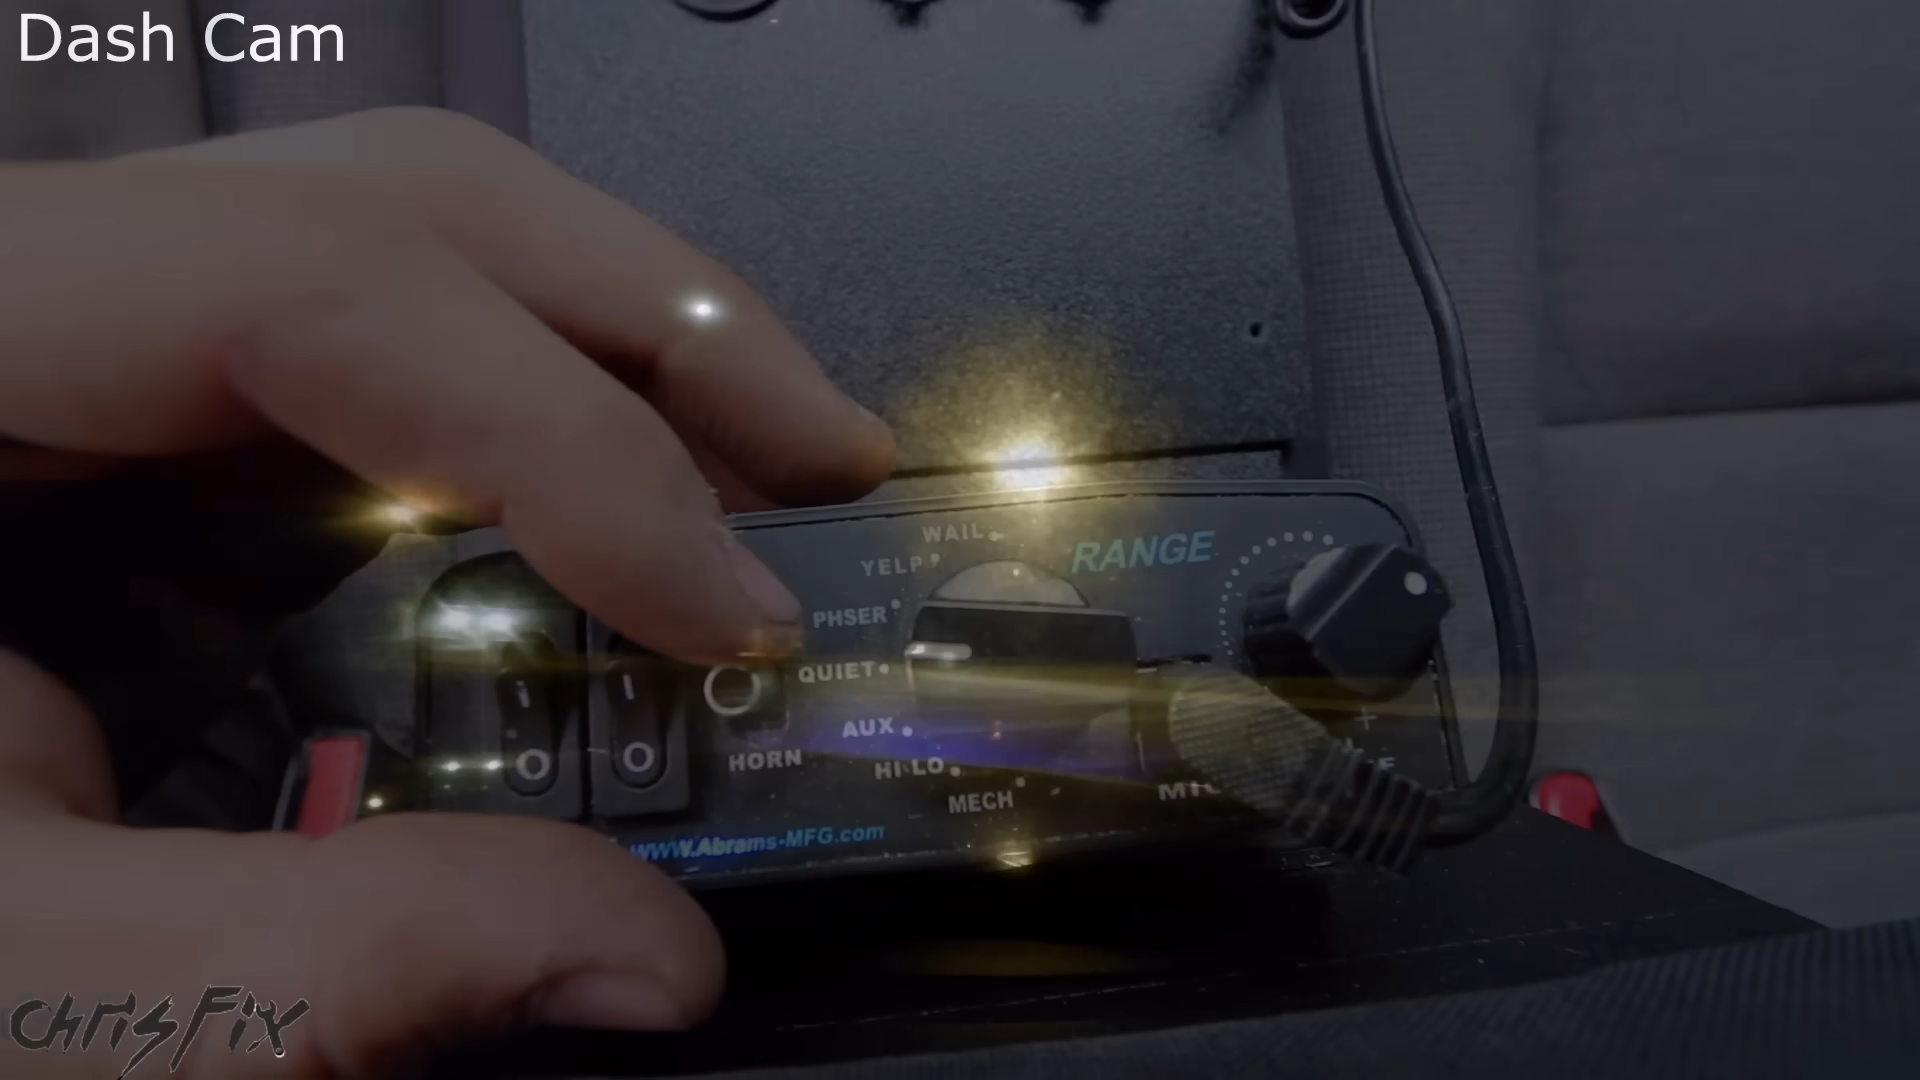 Dash Cam
WAIL
YELP
RANGE
PHSER
QUIET
AUX
HORN
HI-LO
MECH
WWW.Abrams-MFG.com
ChrisFix